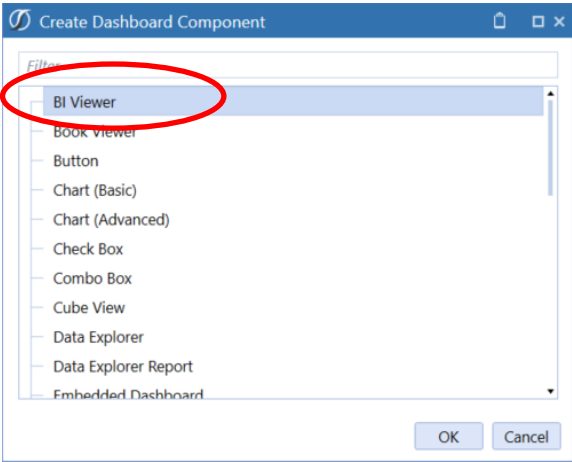 Create Dashboard Component
Filter
BI Viewer
Book Viewer
Button
Chart (Basic)
Chart (Advanced)
Check Box
Combo Box
Cube View
Data Explorer
Data Explorer Report
Embedded Dashboard
OK
Cancel